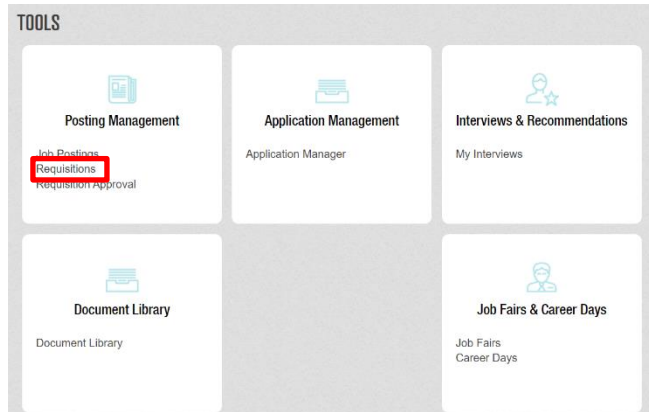 TOOLS
Posting Management
Job Postings
Requisitions
Requisition Approval
Application Management
Application Manager
Interviews & Recommendations
My Interviews
Document Library
Document Library
Job Fairs & Career Days
Job Fairs
Career Days